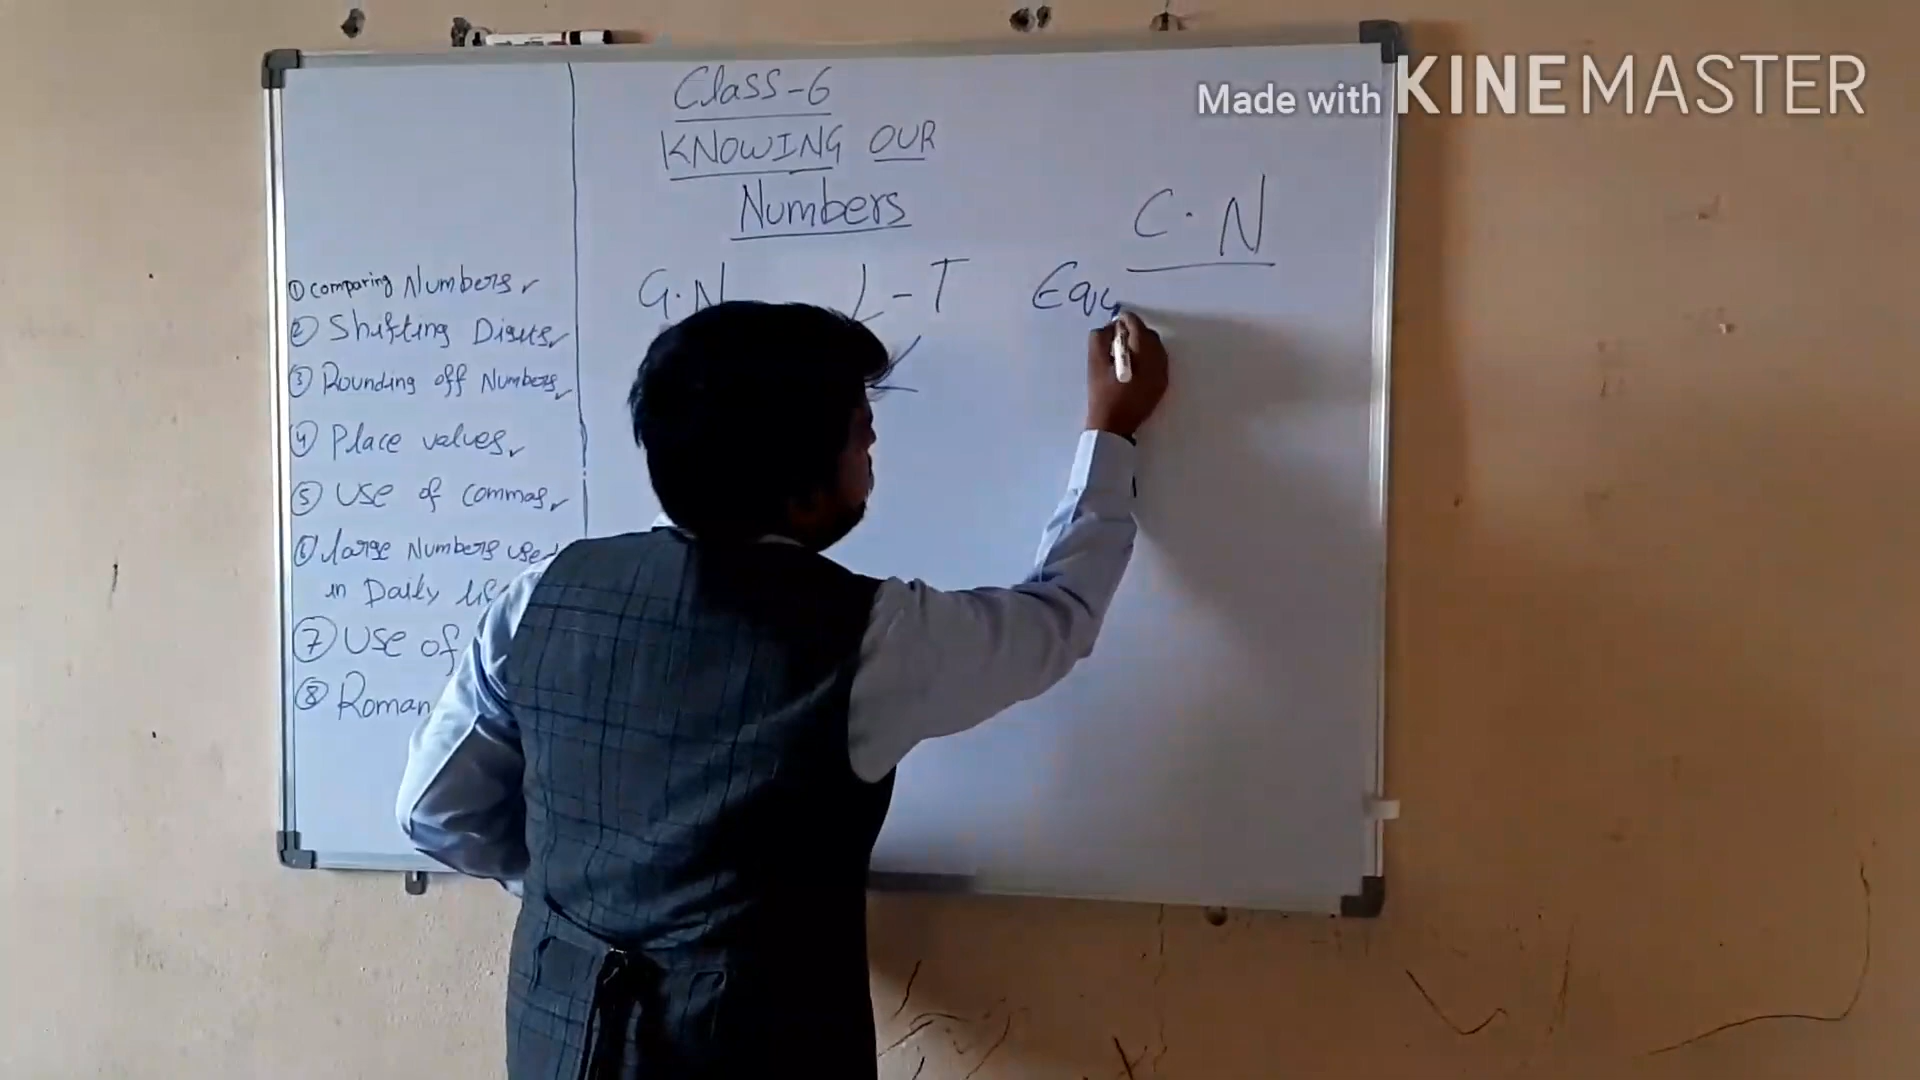 Made with KINEMASTER
Class-6
KNOWING OUR
Numbers
C.N
① Comparing Numbers
② Shifting Digits
③ Rounding off Numbers
④ Place values
⑤ Use of Commas
⑥ large Numbers used
in Daily life
⑦ Use of
⑧ Roman
G.N
L-T
<
Equ